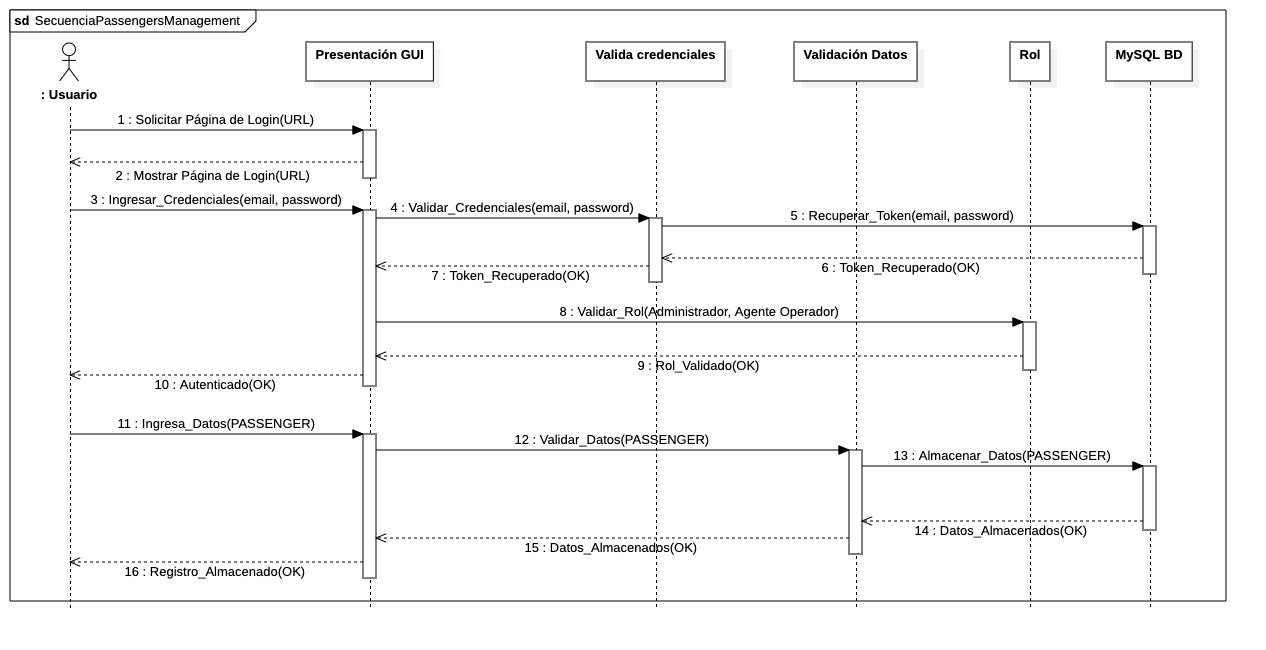 sd SecuenciaPassengersManagement
Presentación GUI
Valida credenciales
Validación Datos
Rol
MySQL BD
: Usuario
1 : Solicitar Página de Login(URL)
2 : Mostrar Página de Login(URL)
3 : Ingresar_Credenciales(email, password)
4 : Validar_Credenciales(email, password)
5 : Recuperar_Token(email, password)
6 : Token_Recuperado(OK)
7 : Token_Recuperado(OK)
8 : Validar_Rol(Administrador, Agente Operador)
9 : Rol_Validado(OK)
10 : Autenticado(OK)
11 : Ingresa_Datos(PASSENGER)
12 : Validar_Datos(PASSENGER)
13 : Almacenar_Datos(PASSENGER)
14 : Datos_Almacenados(OK)
15 : Datos_Almacenados(OK)
16 : Registro_Almacenado(OK)